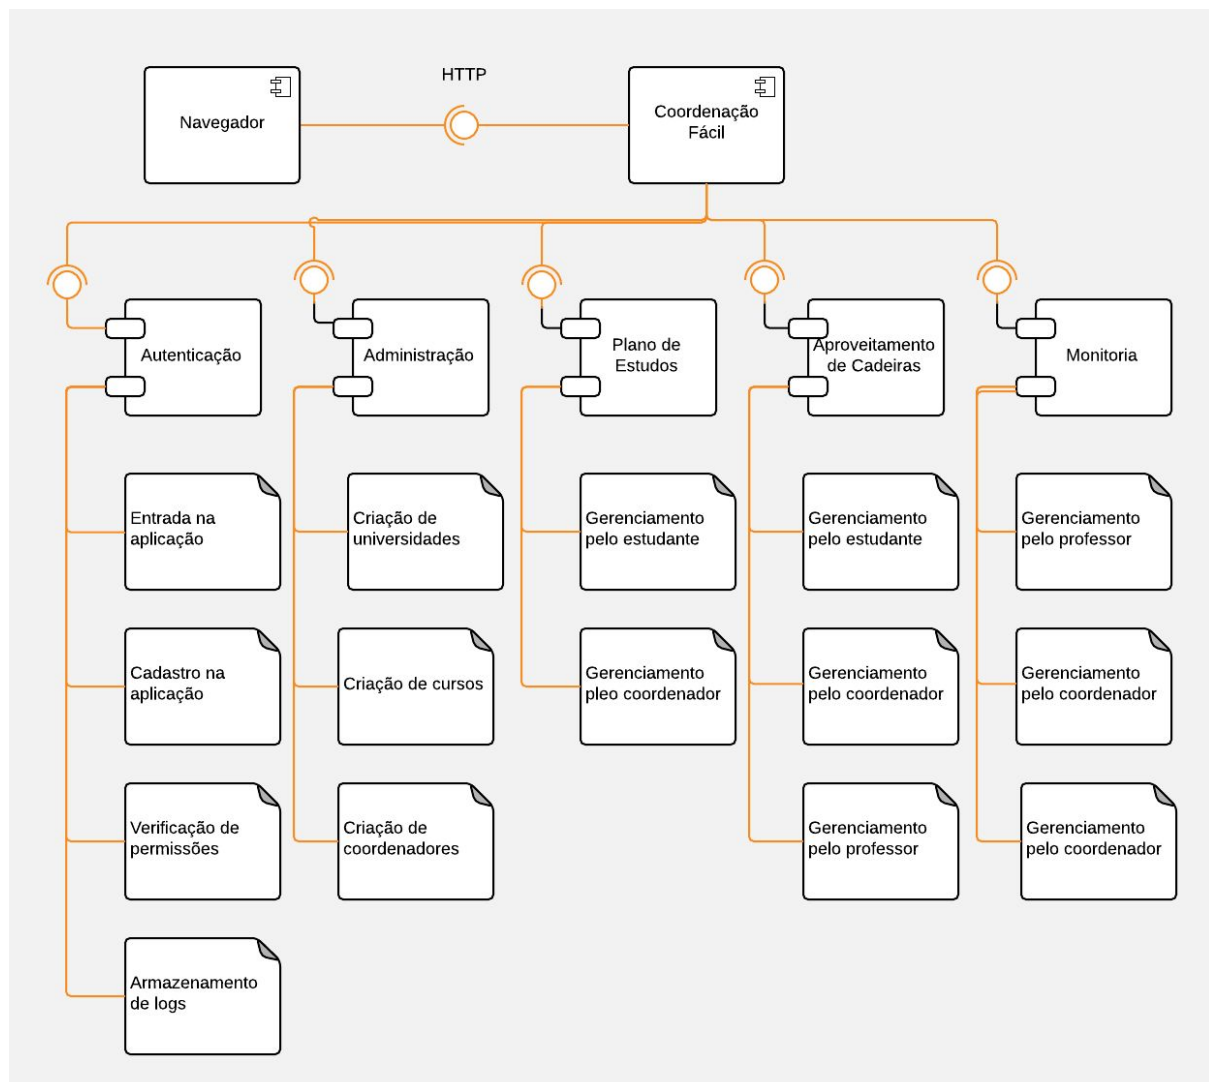 HTTP
Navegador
Coordenação
Fácil
Autenticação
Administração
Plano de
Estudos
Aproveitamento
de Cadeiras
Monitoria
Entrada na
aplicação
Criação de
universidades
Gerenciamento
pelo estudante
Gerenciamento
pelo estudante
Gerenciamento
pelo professor
Cadastro na
aplicação
Criação de cursos
Gerenciamento
pleo coordenador
Gerenciamento
pelo coordenador
Gerenciamento
pelo coordenador
Verificação de
permissões
Criação de
coordenadores
Gerenciamento
pelo professor
Gerenciamento
pelo coordenador
Armazenamento
de logs